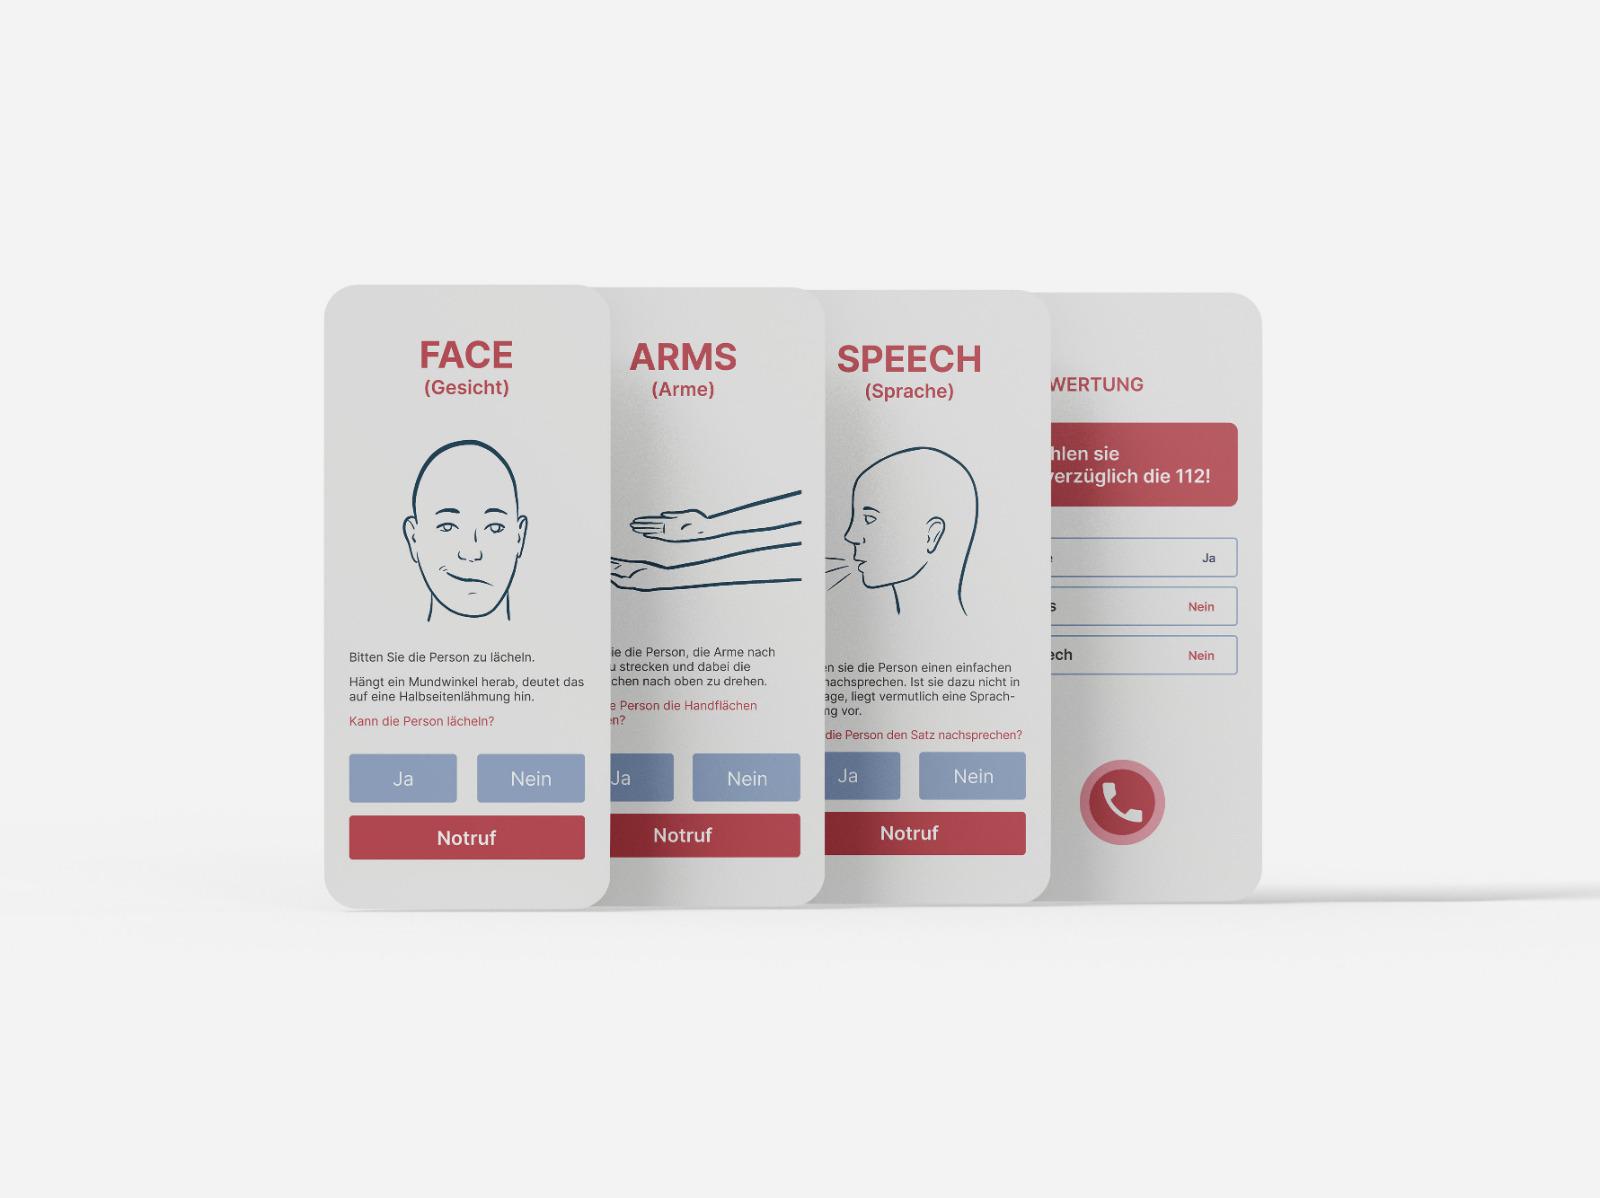 FACE
(Gesicht)
Bitten Sie die Person zu lächeln.
Hängt ein Mundwinkel herab, deutet das
auf eine Halbseitenlähmung hin.
Kann die Person lächeln?
Ja
Nein
Notruf
ARMS
(Arme)
die Person, die Arme nach
strecken und dabei die
nach oben zu drehen.
Person die Handflächen
Ja
Nein
Notruf
SPEECH
(Sprache)
sie die Person einen einfachen
nachsprechen. Ist sie dazu nicht in
liegt vermutlich eine Sprach-
vor.
die Person den Satz nachsprechen?
Ja
Nein
Notruf
WERTUNG
hlen sie
verzüglich die 112!
Ja
Nein
ech
Nein